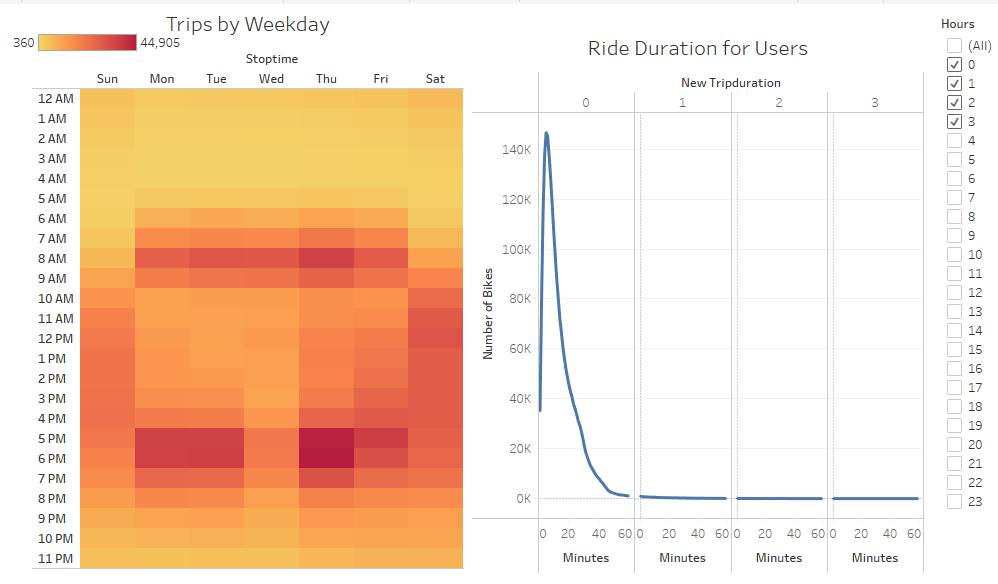 Trips by Weekday
360 44,905
Stoptime
Sun Mon Tue Wed Thu Fri Sat
12 AM
1 AM
2 AM
3 AM
4 AM
5 AM
6 AM
7 AM
8 AM
9 AM
10 AM
11 AM
12 PM
1 PM
2 PM
3 PM
4 PM
5 PM
6 PM
7 PM
8 PM
9 PM
10 PM
11 PM
Ride Duration for Users
New Tripduration
0 1 2 3
Number of Bikes
140K
120K
100K
80K
60K
40K
20K
0K
0 20 40 60 0 20 40 60 0 20 40 60 0 20 40 60
Minutes Minutes Minutes Minutes
Hours
(All)
0
1
2
3
4
5
6
7
8
9
10
11
12
13
14
15
16
17
18
19
20
21
22
23